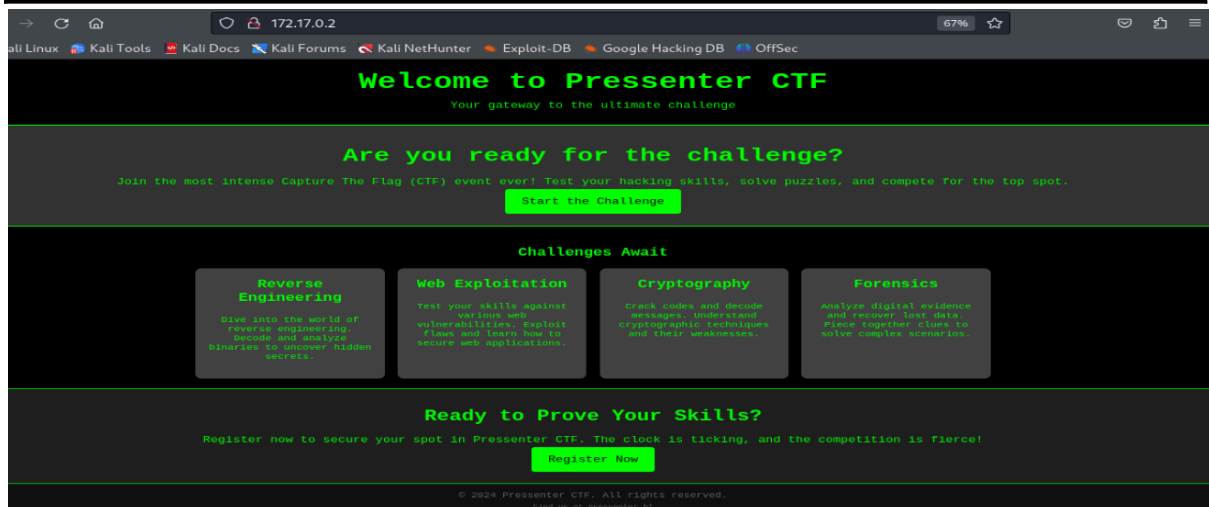 172.17.0.2
67%
ali Linux Kali Tools Kali Docs Kali Forums Kali NetHunter Exploit-DB Google Hacking DB OffSec
Welcome to Pressenter CTF
Your gateway to the ultimate challenge
Are you ready for the challenge?
Join the most intense Capture The Flag (CTF) event ever! Test your hacking skills, solve puzzles, and compete for the top spot.
Start the Challenge
Challenges Await
Reverse
Engineering
Dive into the world of
reverse engineering.
Decode and analyze
binaries to uncover hidden
secrets.
Web Exploitation
Test your skills against
various web
vulnerabilities. Exploit
flaws and learn how to
secure web applications.
Cryptography
Crack codes and decode
messages. Understand
cryptographic techniques
and their weaknesses.
Forensics
Analyze digital evidence
and recover lost data.
Piece together clues to
solve complex scenarios.
Ready to Prove Your Skills?
Register now to secure your spot in Pressenter CTF. The clock is ticking, and the competition is fierce!
Register Now
© 2024 Pressenter CTF. All rights reserved.
Find us at